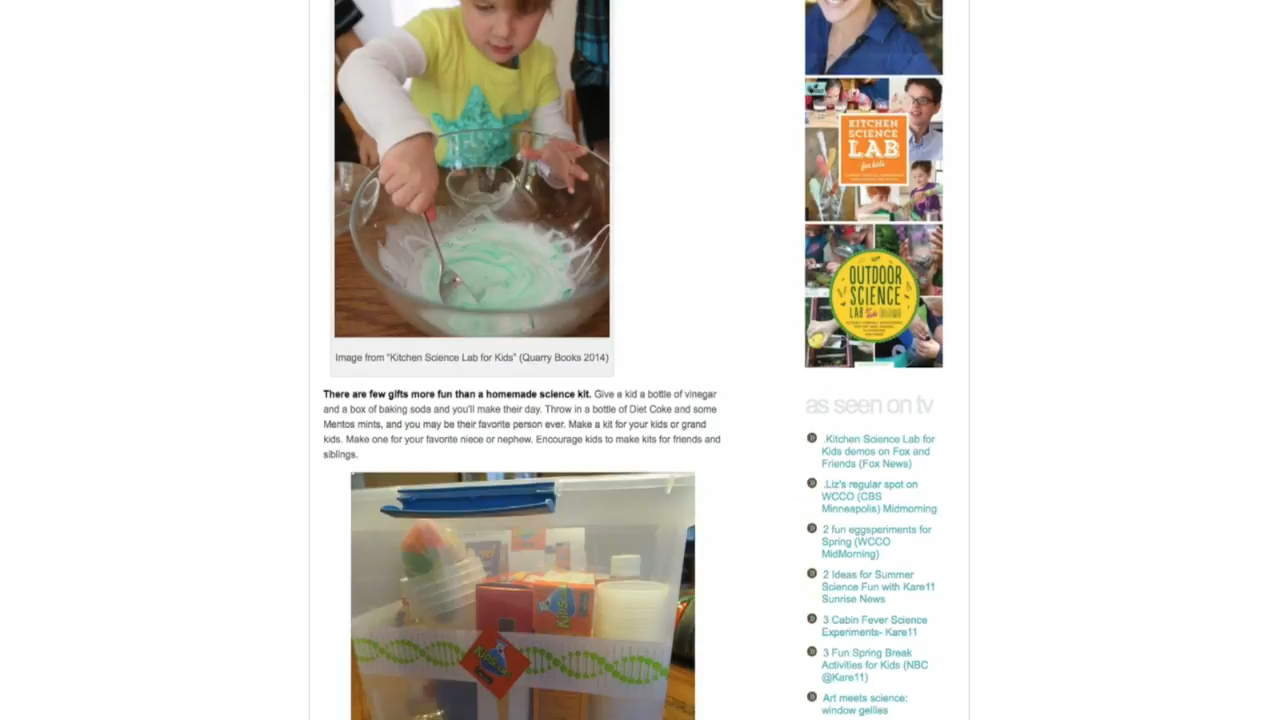 KITCHEN
SCIENCE
LAB
for kids
OUTDOOR
SCIENCE
LAB
Image from "Kitchen Science Lab for Kids" (Quarry Books 2014)
There are few gifts more fun than a homemade science kit. Give a kid a bottle of vinegar
and a box of baking soda and you'll make their day. Throw in a bottle of Diet Coke and some
Mentos mints, and you may be their favorite person ever. Make a kit for your kids or grand
kids. Make one for your favorite niece or nephew. Encourage kids to make kits for friends and
siblings.
as seen on tv
.Kitchen Science Lab for
Kids demos on Fox and
Friends (Fox News)
.Liz's regular spot on
WCCO (CBS
Minneapolis) Midmorning
2 fun eggsperiments for
Spring (WCCO
MidMorning)
2 Ideas for Summer
Science Fun with Kare11
Sunrise News
3 Cabin Fever Science
Experiments- Kare11
3 Fun Spring Break
Activities for Kids (NBC
@Kare11)
Art meets science:
window gellies